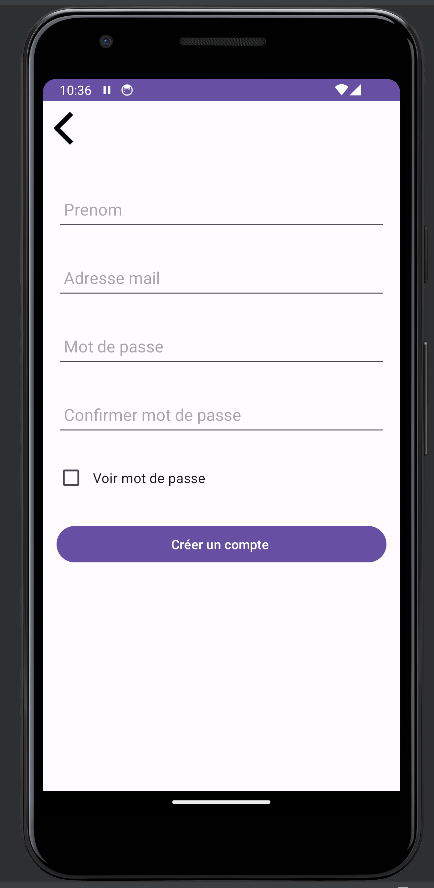 10:36
Prenom
Adresse mail
Mot de passe
Confirmer mot de passe
Voir mot de passe
Créer un compte